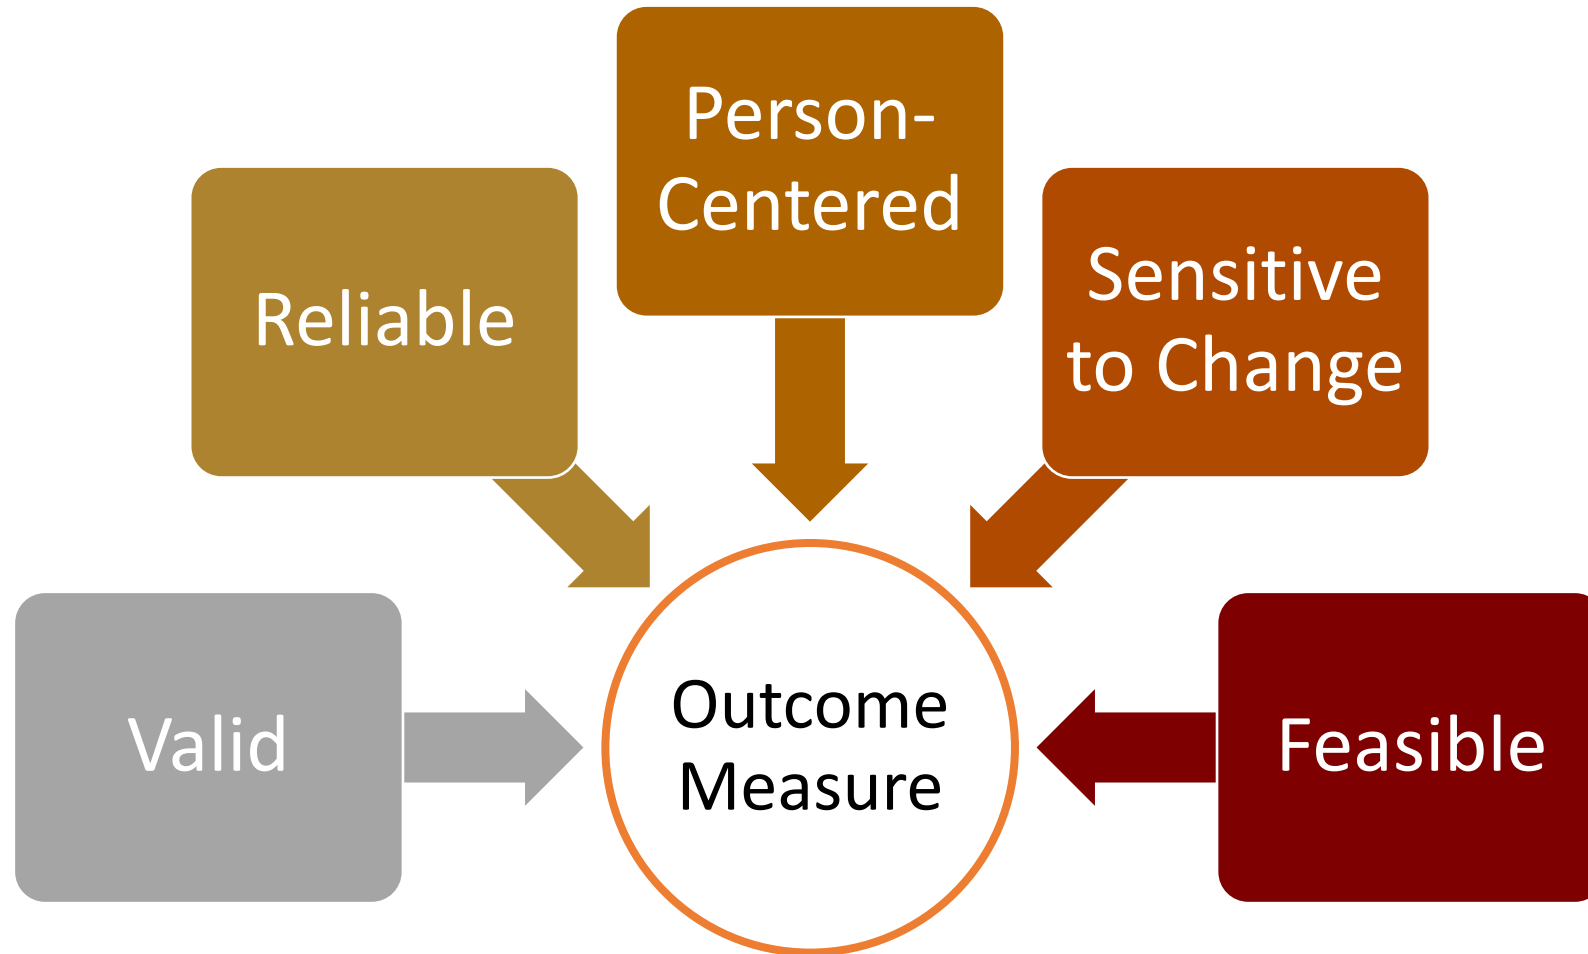 Person-
Centered
Reliable
Sensitive
to Change
Valid
Outcome
Measure
Feasible